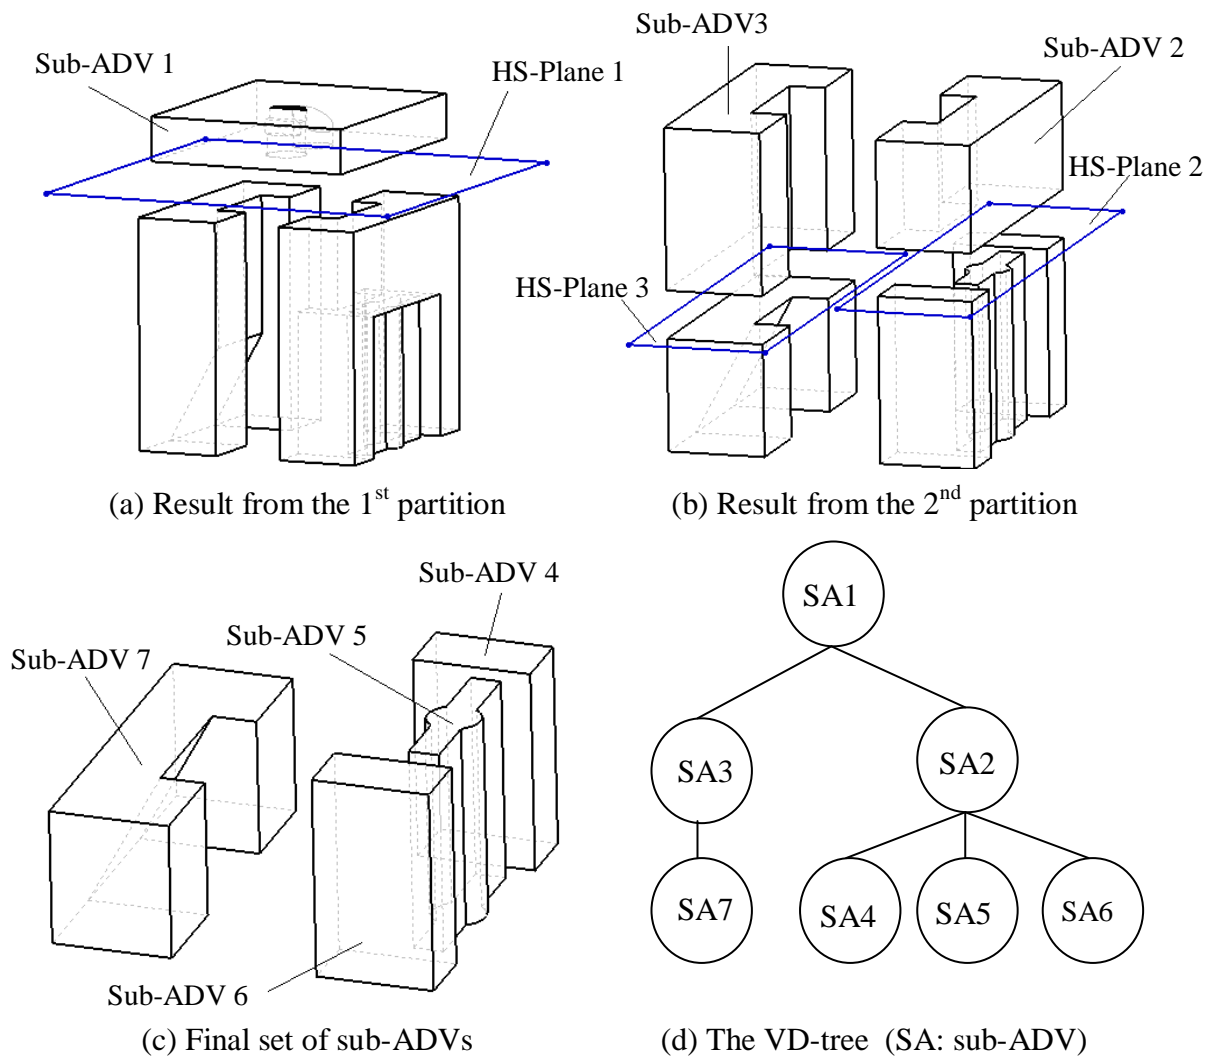 Sub-ADV 1
HS-Plane 1
Sub-ADV3
Sub-ADV 2
HS-Plane 2
HS-Plane 3
(a) Result from the 1st partition
(b) Result from the 2nd partition
Sub-ADV 4
Sub-ADV 5
Sub-ADV 7
Sub-ADV 6
SA1
SA3
SA2
SA7
SA4
SA5
SA6
(c) Final set of sub-ADVs
(d) The VD-tree (SA: sub-ADV)